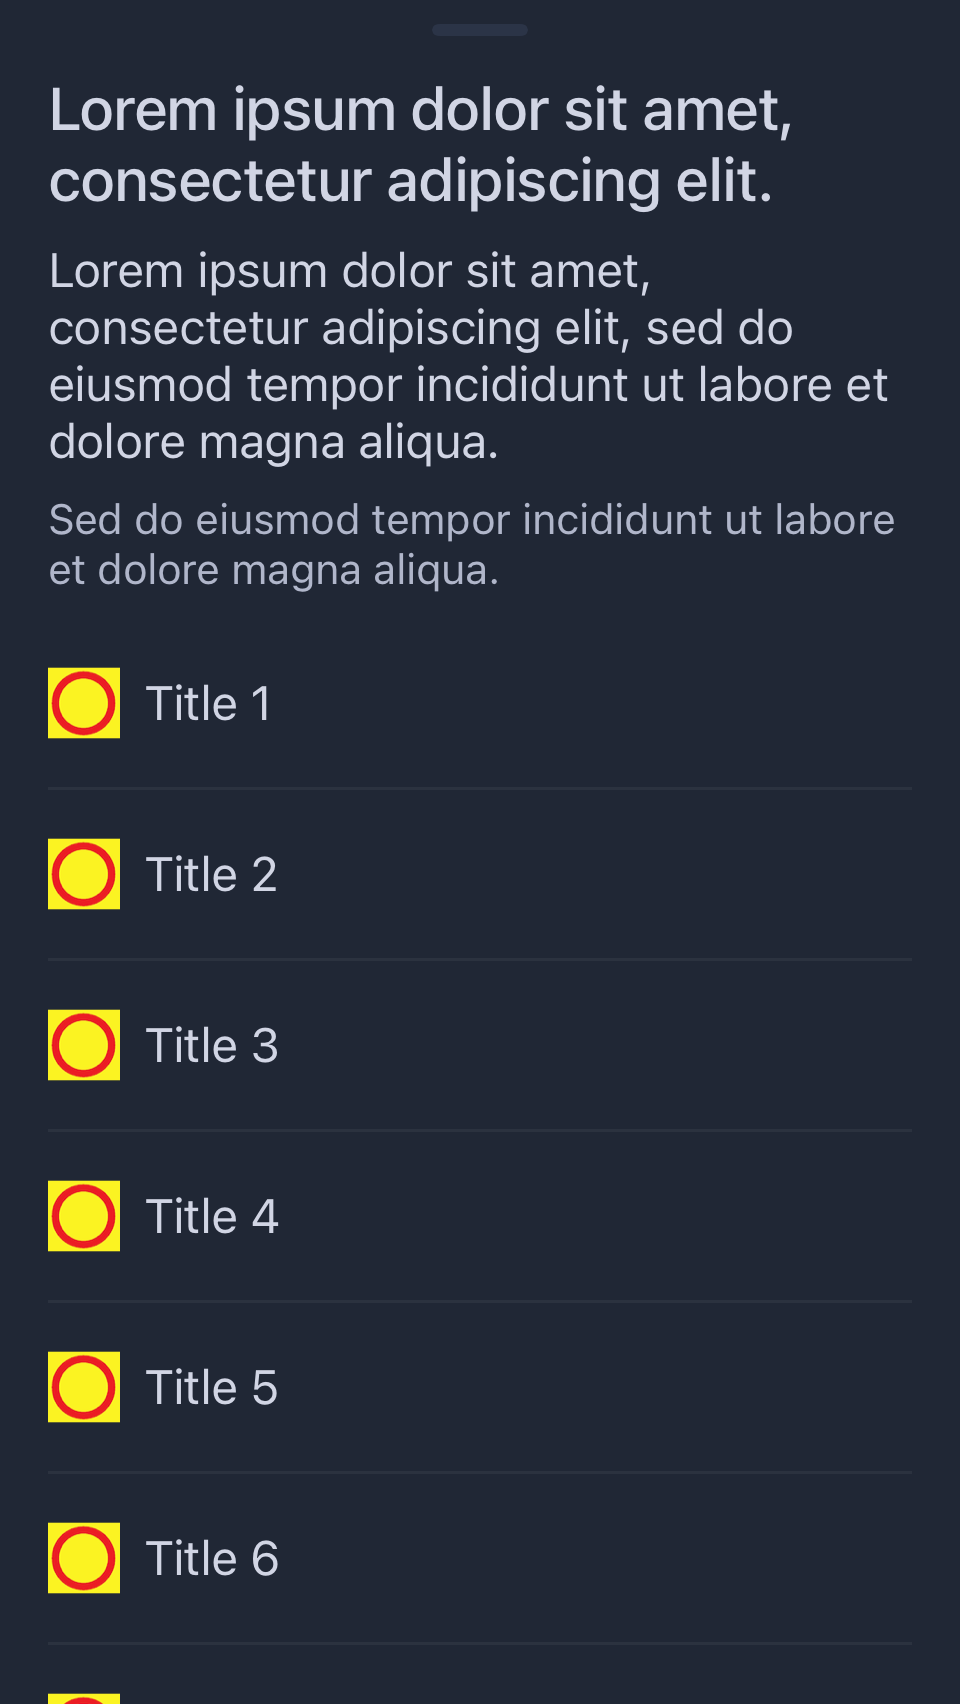 Lorem ipsum dolor sit amet,
consectetur adipiscing elit.
Lorem ipsum dolor sit amet,
consectetur adipiscing elit, sed do
eiusmod tempor incididunt ut labore et
dolore magna aliqua.
Sed do eiusmod tempor incididunt ut labore
et dolore magna aliqua.
Title 1
Title 2
Title 3
Title 4
Title 5
Title 6